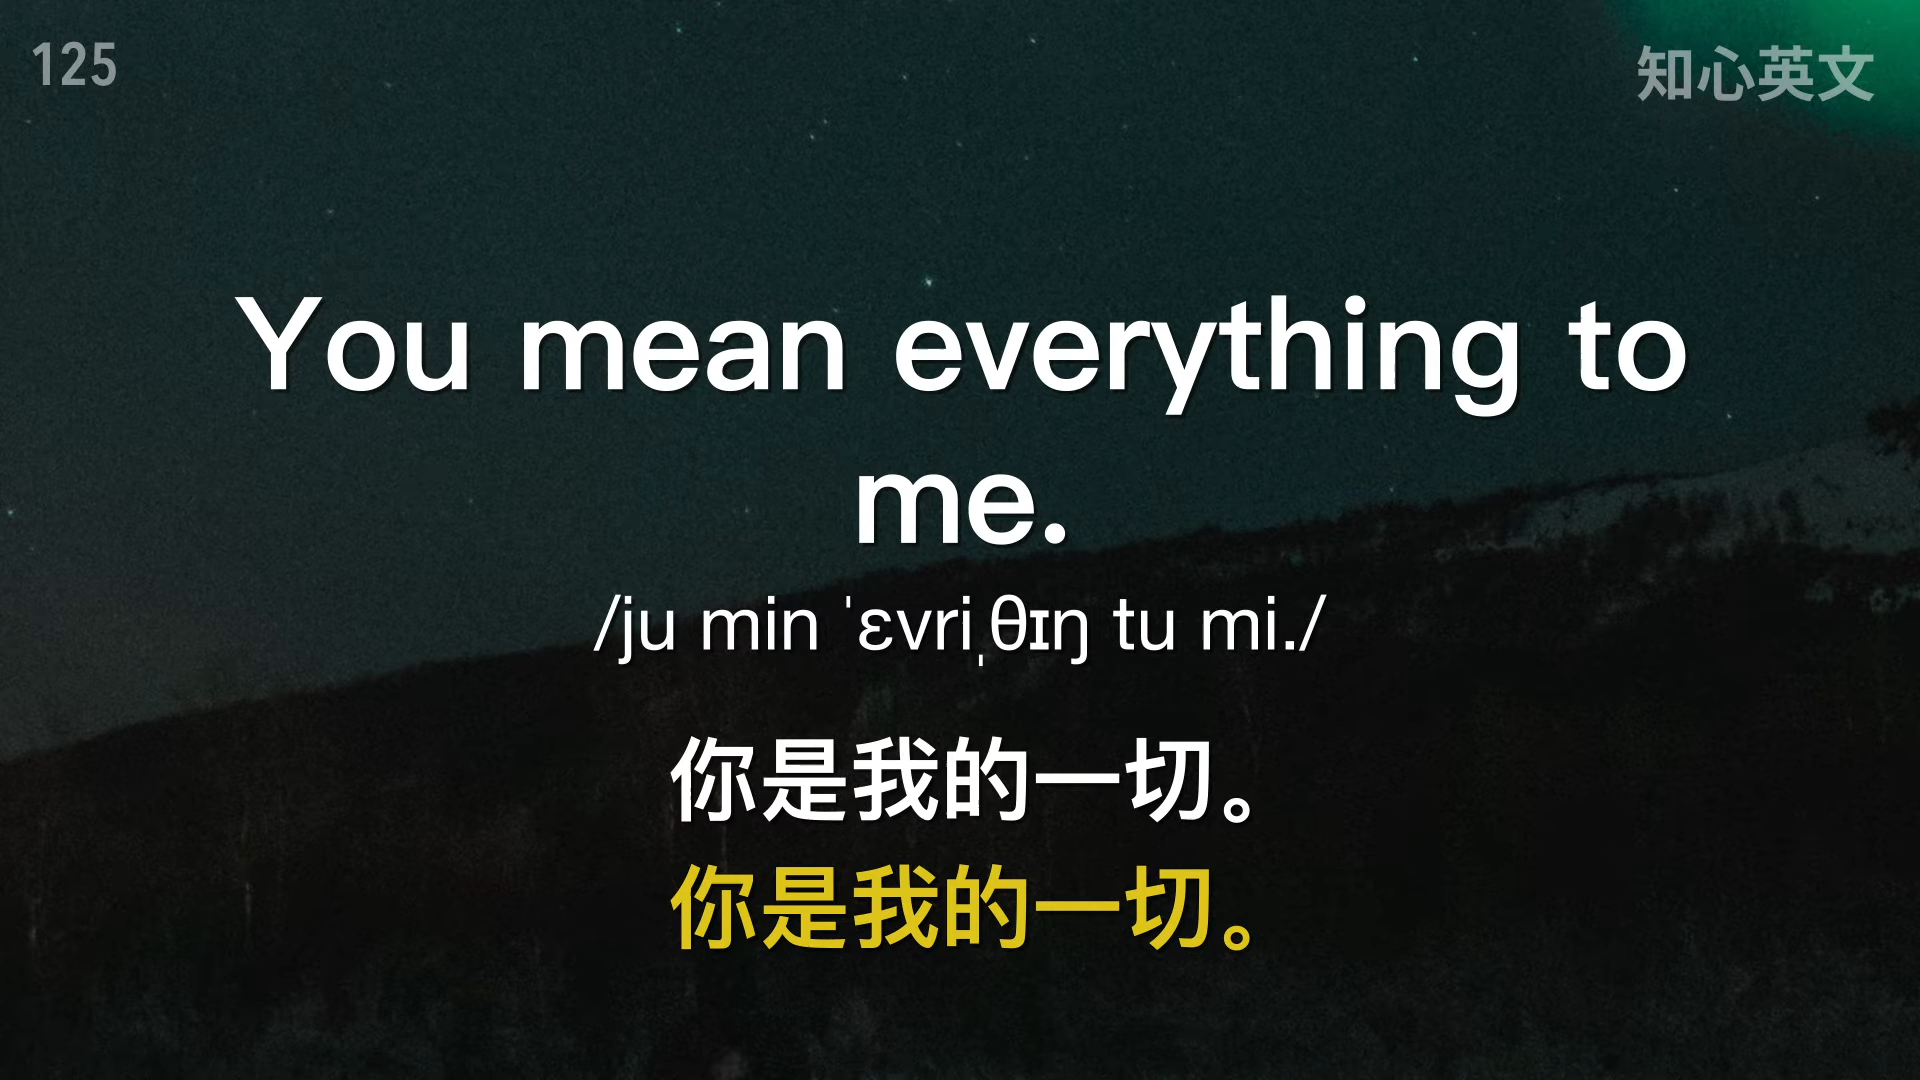 125
知心英文
You mean everything to
me.
/ju min ˈɛvriˌθɪŋ tu mi./
你是我的一切。
你是我的一切。